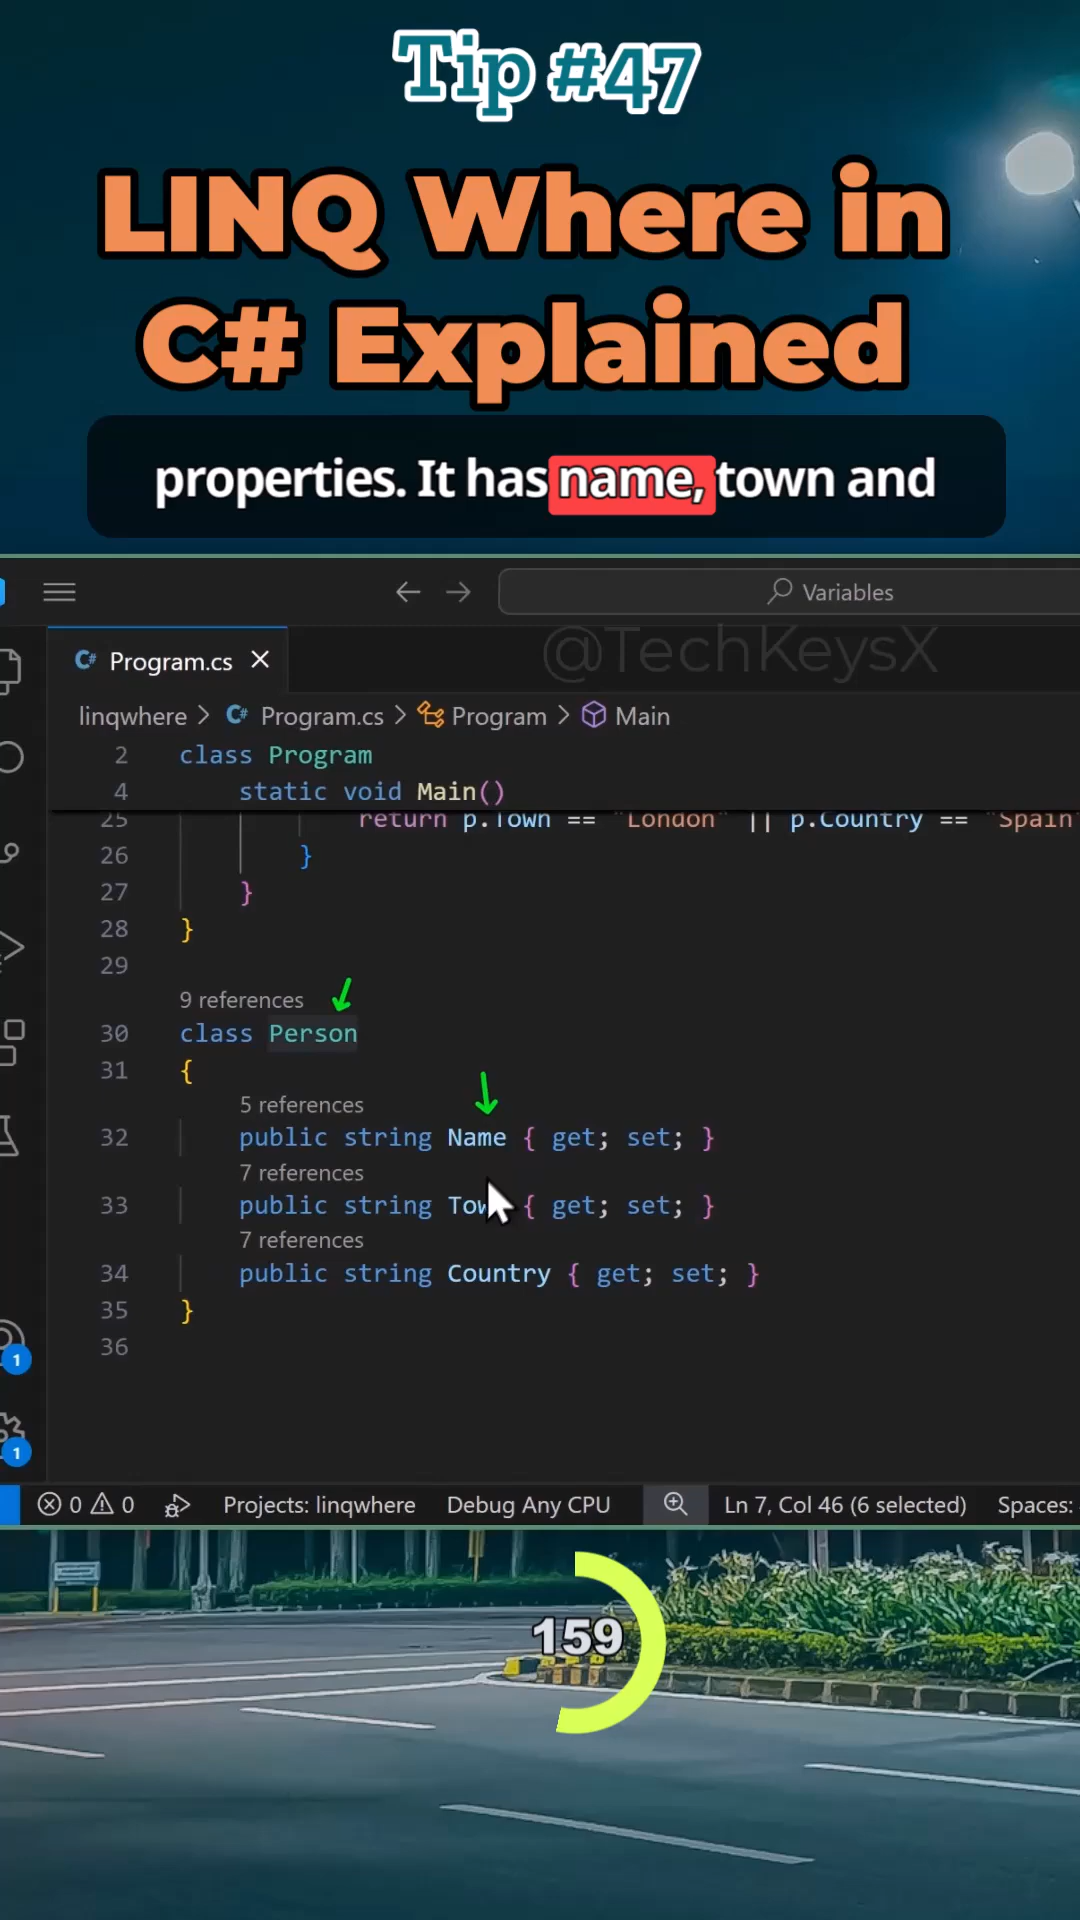 Tip #47
LINQ Where in
C# Explained
properties. It has name, town and
Variables
@TechKeysX
C# Program.cs
linqwhere > C# Program.cs > Program > Main
2 class Program
4 static void Main()
25 return p.Town == "London" || p.Country == "Spain"
26 }
27 }
28 }
29
9 references
30 class Person
31 {
5 references
32 public string Name { get; set; }
7 references
33 public string Tow { get; set; }
7 references
34 public string Country { get; set; }
35 }
36
1
1
0 0 Projects: linqwhere Debug Any CPU Ln 7, Col 46 (6 selected) Spaces:
159